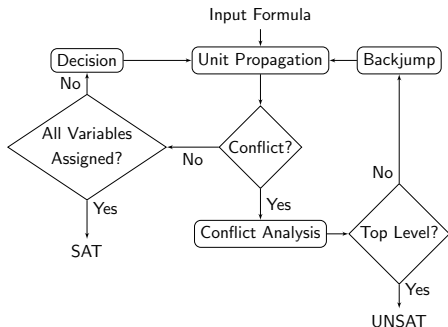 Input Formula
Decision
Unit Propagation
Backjump
No
All Variables
Assigned?
Conflict?
No
No
Yes
Yes
Conflict Analysis
Top Level?
SAT
Yes
UNSAT